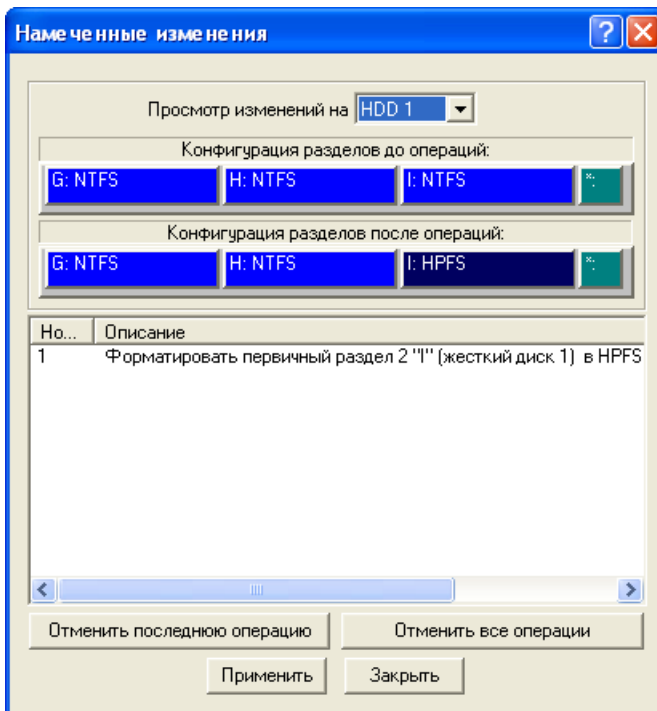 Намеченные изменения
Просмотр изменений на HDD 1
Конфигурация разделов до операций:
G: NTFS H: NTFS I: NTFS *:
Конфигурация разделов после операций:
G: NTFS H: NTFS I: HPFS *:
Но... Описание
1 Форматировать первичный раздел 2 "I" (жесткий диск 1) в HPFS
Отменить последнюю операцию Отменить все операции
Применить Закрыть